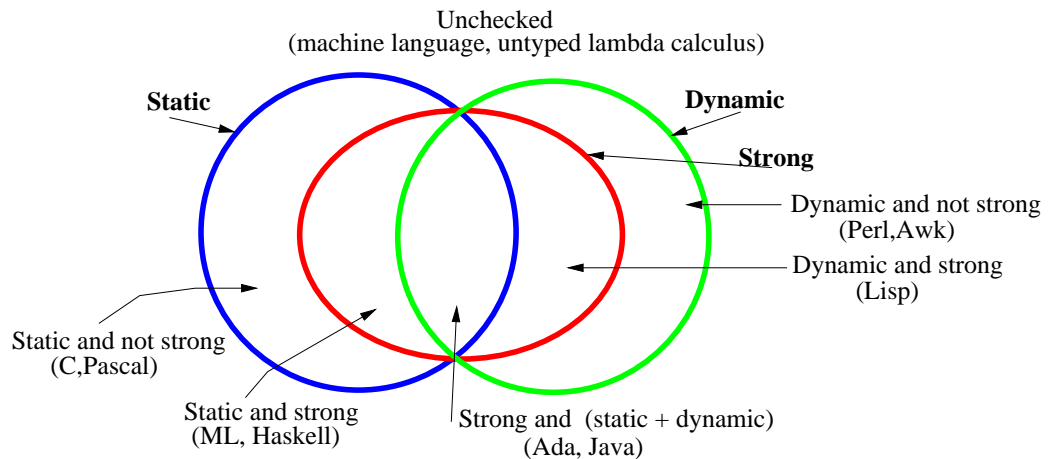 Unchecked
(machine language, untyped lambda calculus)
Static
Dynamic
Strong
Dynamic and not strong
(Perl,Awk)
Dynamic and strong
(Lisp)
Static and not strong
(C,Pascal)
Static and strong
(ML, Haskell)
Strong and (static + dynamic)
(Ada, Java)